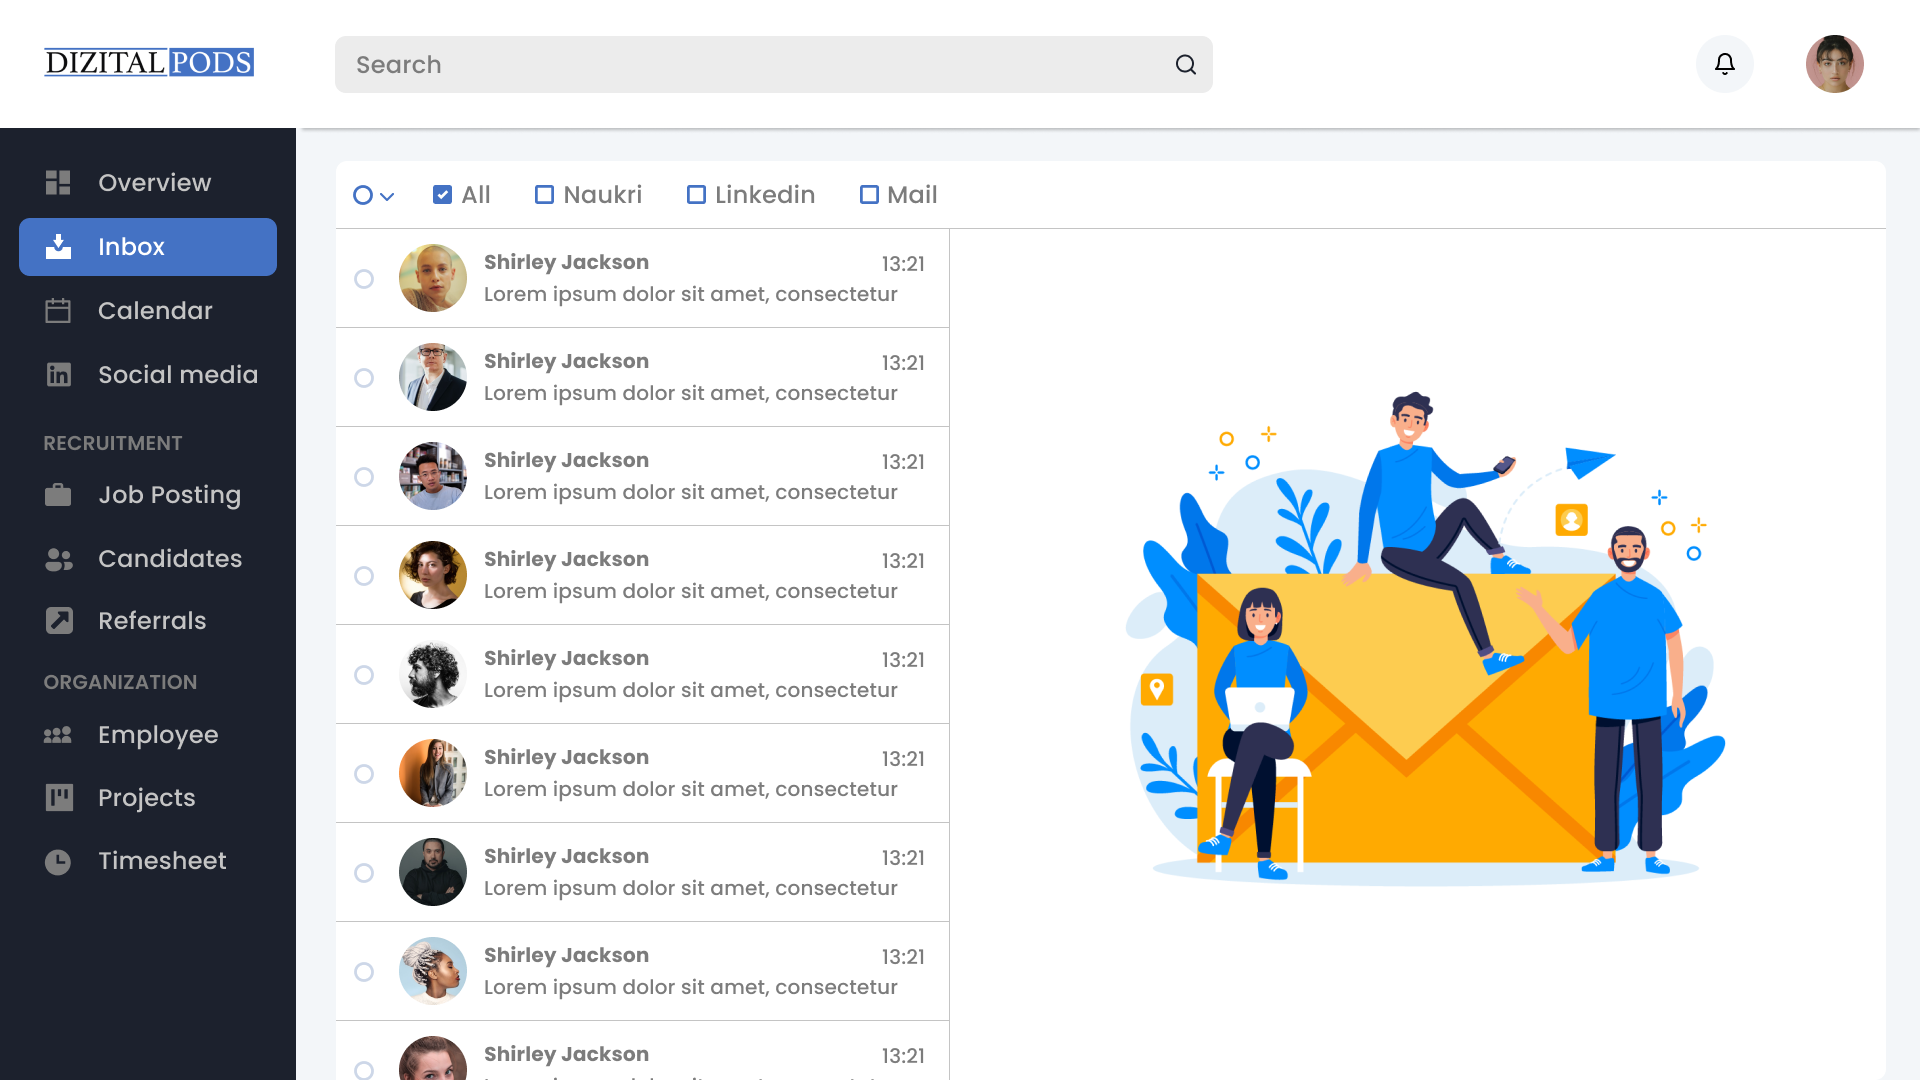 DIZITAL PODS
Search
Overview
Inbox
Calendar
Social media
RECRUITMENT
Job Posting
Candidates
Referrals
ORGANIZATION
Employee
Projects
Timesheet
All Naukri Linkedin Mail
Shirley Jackson 13:21
Lorem ipsum dolor sit amet, consectetur
Shirley Jackson 13:21
Lorem ipsum dolor sit amet, consectetur
Shirley Jackson 13:21
Lorem ipsum dolor sit amet, consectetur
Shirley Jackson 13:21
Lorem ipsum dolor sit amet, consectetur
Shirley Jackson 13:21
Lorem ipsum dolor sit amet, consectetur
Shirley Jackson 13:21
Lorem ipsum dolor sit amet, consectetur
Shirley Jackson 13:21
Lorem ipsum dolor sit amet, consectetur
Shirley Jackson 13:21
Lorem ipsum dolor sit amet, consectetur
Shirley Jackson 13:21